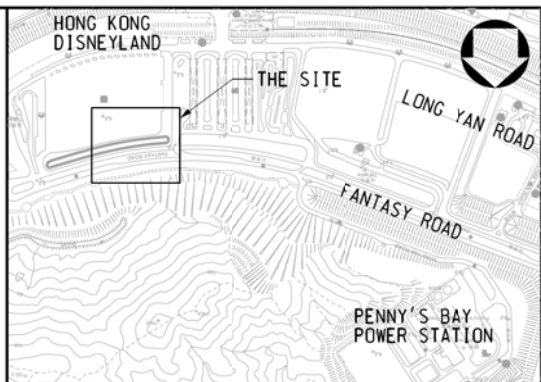 HONG KONG
DISNEYLAND
THE SITE
LONG YAN ROAD
FANTASY ROAD
PENNY'S BAY
POWER STATION